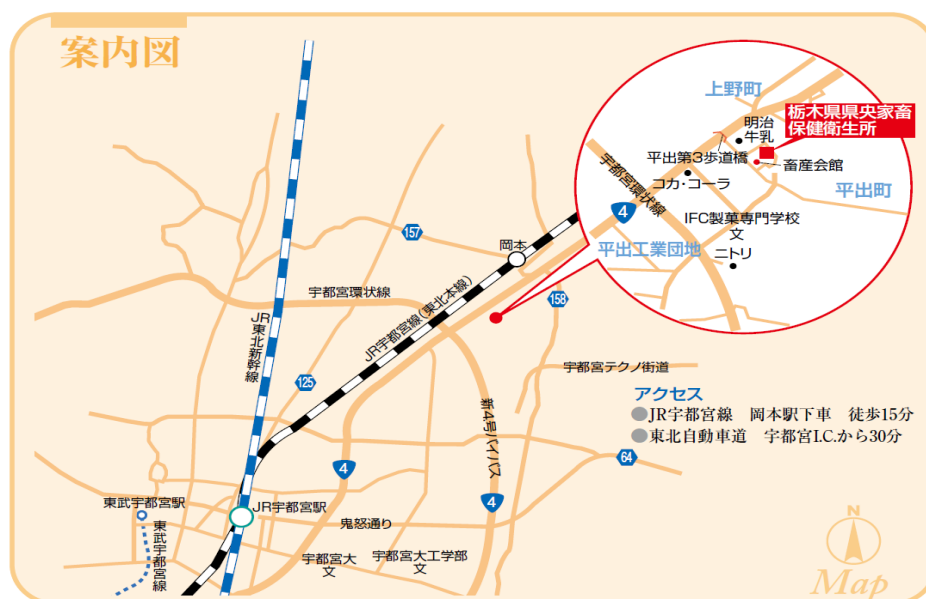 案内図
上野町
栃木県県央家畜
保健衛生所
明治
牛乳
平出第3歩道橋
畜産会館
コカ・コーラ
平出町
宇都宮環状線
4
IFC製菓専門学校
文
平出工業団地
ニトリ
157
岡本
158
宇都宮環状線
JR宇都宮線(東北本線)
JR東北新幹線
125
宇都宮テクノ街道
アクセス
●JR宇都宮線 岡本駅下車 徒歩15分
●東北自動車道 宇都宮I.C.から30分
新4号バイパス
64
4
4
東武宇都宮駅
JR宇都宮駅
鬼怒通り
東武宇都宮線
宇都宮大
文
宇都宮大工学部
文
N
Map